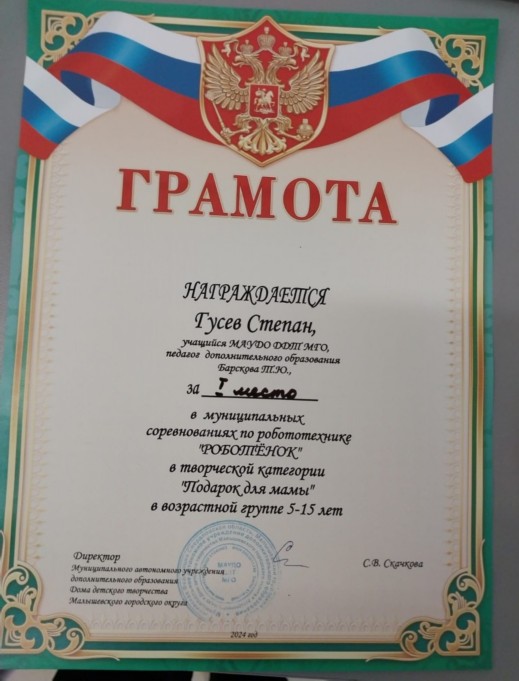 ГРАМОТА
НАГРАЖДАЕТСЯ
Гусев Степан,
учащийся МАУДО ДДТ МГО,
педагог дополнительного образования
Барскова Т.Ю.,
за I место
в муниципальных
соревнованиях по робототехнике
"РОБОТЁНОК"
в творческой категории
"Подарок для мамы"
в возрастной группе 5-15 лет
Директор
Муниципального автономного учреждения
дополнительного образования
Дома детского творчества
Малышевского городского округа
С.В. Скачкова
2024 год